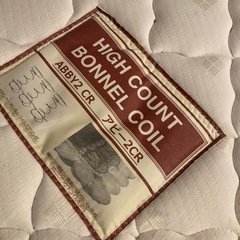 HIGH COUNT
BONNEL COIL
ABBY2 CR
アビー2CR